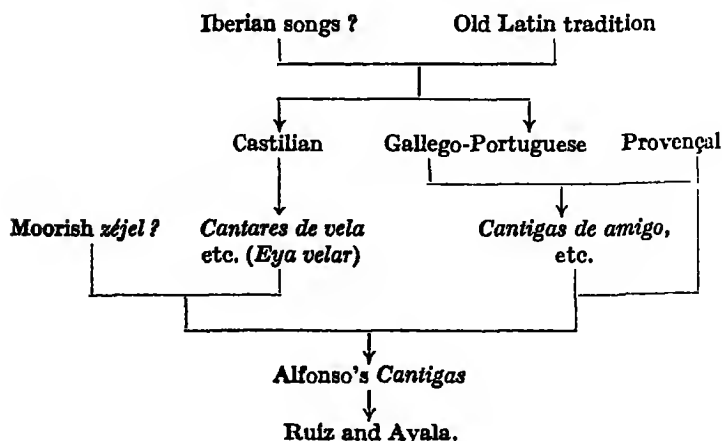 Iberian songs ? Old Latin tradition
Castilian Gallego-Portuguese Provençal
Moorish zéjel ? Cantares de vela Cantigas de amigo,
etc. (Eya velar) etc.
Alfonso's Cantigas
Ruiz and Ayala.